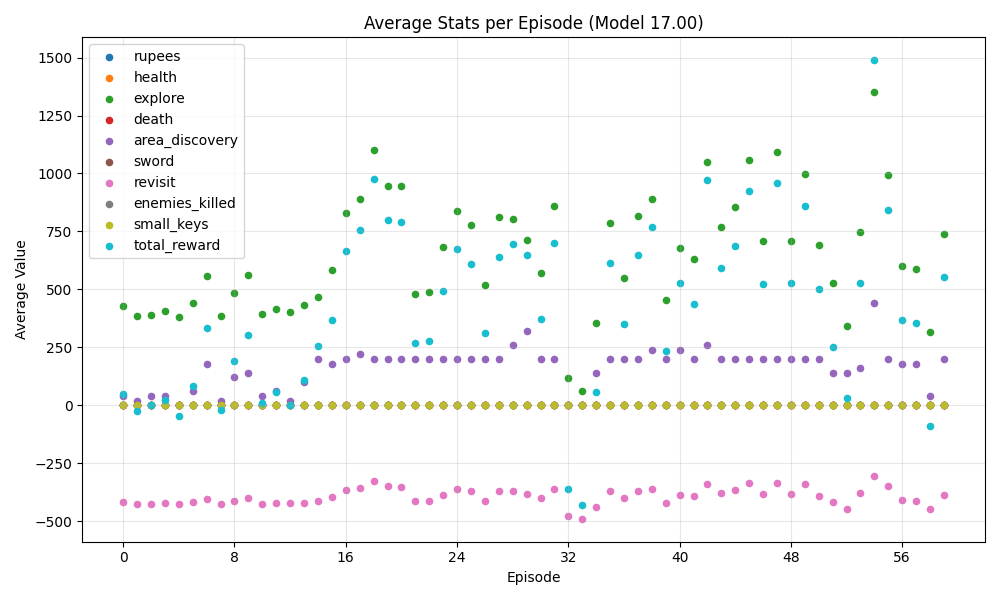 Average Stats per Episode (Model 17.00)
rupees
health
explore
death
area_discovery
sword
revisit
enemies_killed
small_keys
total_reward
Average Value
1500
1250
1000
750
500
250
0
−250
−500
0 8 16 24 32 40 48 56
Episode